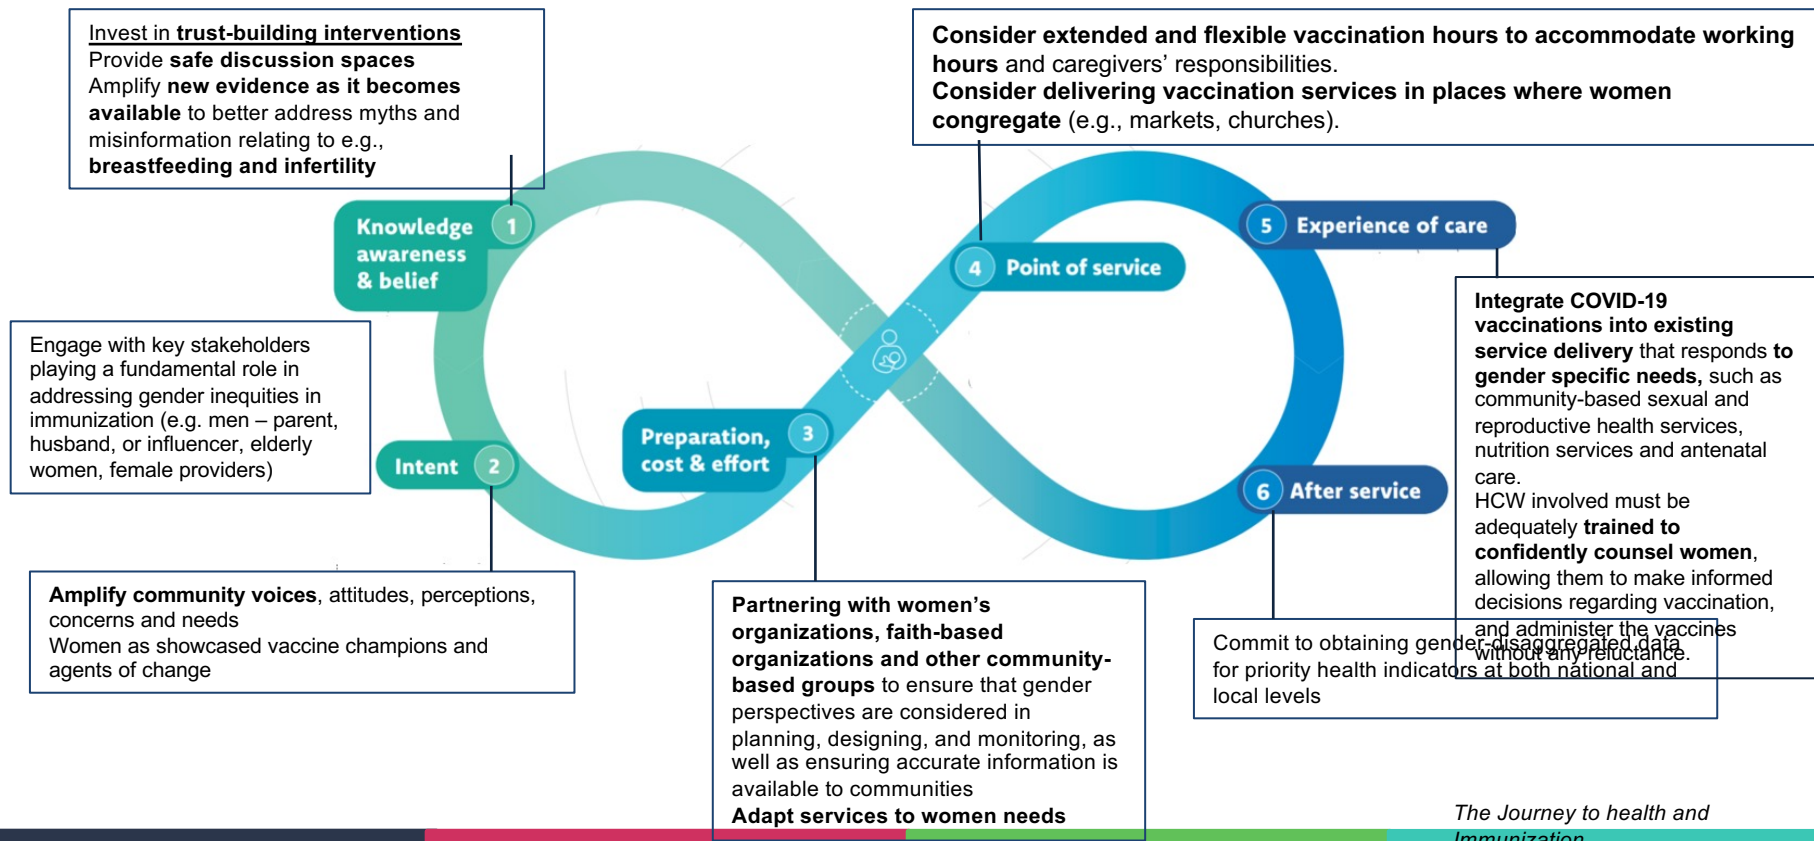 Invest in trust-building interventions
Provide safe discussion spaces
Amplify new evidence as it becomes
available to better address myths and
misinformation relating to e.g.,
breastfeeding and infertility
Consider extended and flexible vaccination hours to accommodate working
hours and caregivers’ responsibilities.
Consider delivering vaccination services in places where women
congregate (e.g., markets, churches).
Knowledge
awareness
& belief
1
4
Point of service
5
Experience of care
Engage with key stakeholders
playing a fundamental role in
addressing gender inequities in
immunization (e.g. men – parent,
husband, or influencer, elderly
women, female providers)
Intent
2
Preparation,
cost & effort
3
6
After service
Integrate COVID-19
vaccinations into existing
service delivery that responds to
gender specific needs, such as
community-based sexual and
reproductive health services,
nutrition services and antenatal
care.
HCW involved must be
adequately trained to
confidently counsel women,
allowing them to make informed
decisions regarding vaccination,
and administer the vaccines
without any reluctance.
Amplify community voices, attitudes, perceptions,
concerns and needs
Women as showcased vaccine champions and
agents of change
Partnering with women’s
organizations, faith-based
organizations and other community-
based groups to ensure that gender
perspectives are considered in
planning, designing, and monitoring, as
well as ensuring accurate information is
available to communities
Adapt services to women needs
Commit to obtaining gender-disaggregated data
for priority health indicators at both national and
local levels
The Journey to health and
Immunization